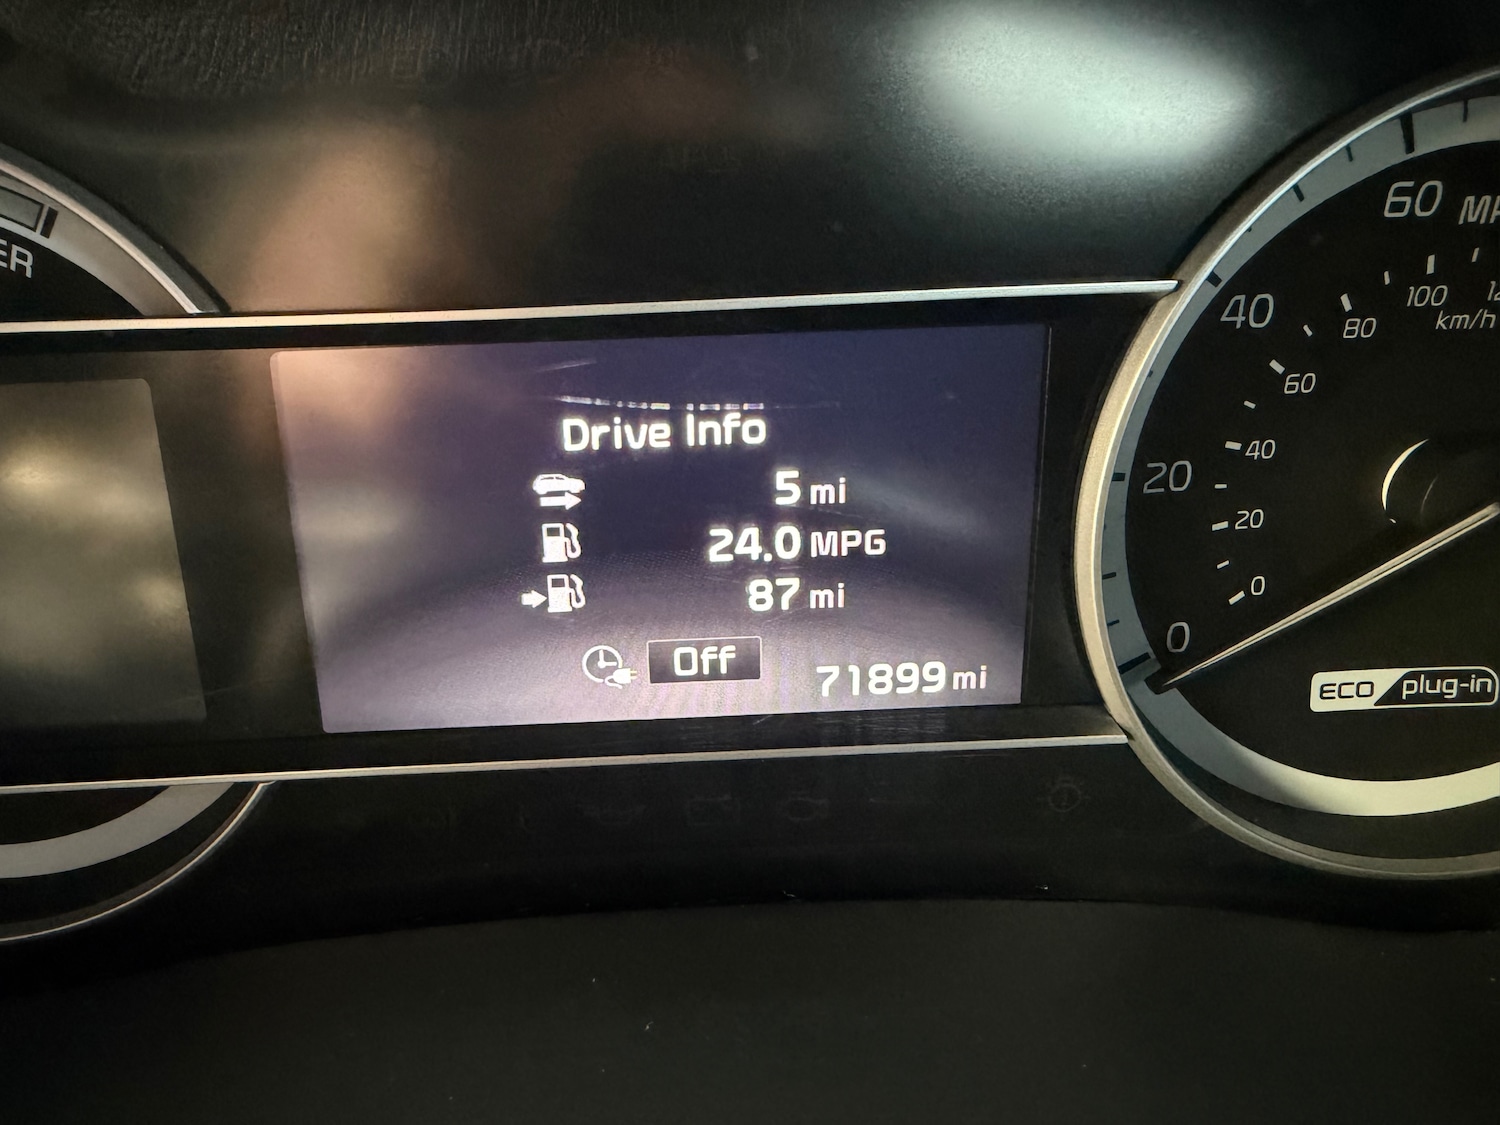 ER
Drive Info
5 mi
24.0 MPG
87 mi
Off
71899 mi
60
40
20
0
100
80
km/h
60
40
20
0
ECO plug-in